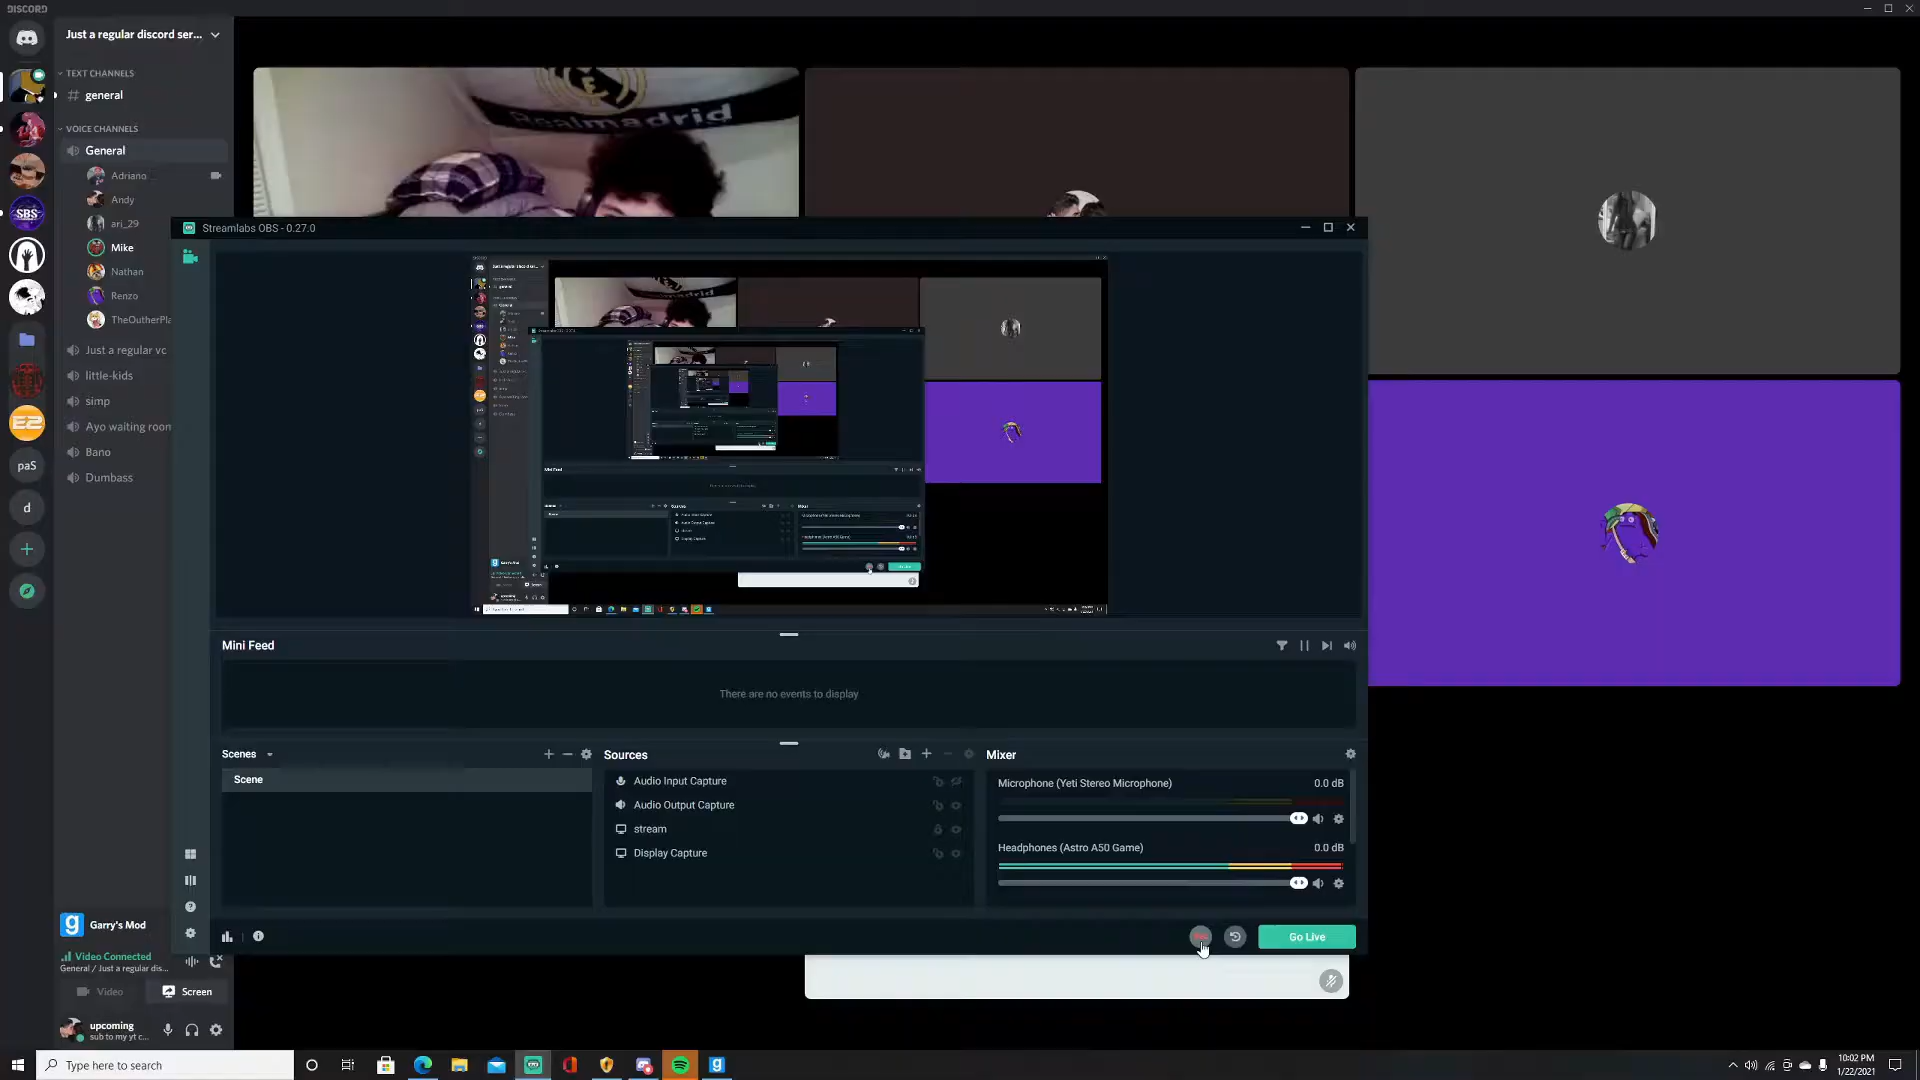 DISCORD
Just a regular discord ser...
TEXT CHANNELS
general
VOICE CHANNELS
General
Adriano...
Andy
ari_29
Mike
Nathan
Renzo
TheOutherPla
Just a regular vc
little-kids
simp
Ayo waiting room
Bano
Dumbass
SBS
E2
paS
d
Realmadrid
Streamlabs OBS - 0.27.0
Mini Feed
There are no events to display
Scenes
Scene
Sources
Audio Input Capture
Audio Output Capture
stream
Display Capture
Mixer
Microphone (Yeti Stereo Microphone)
0.0 dB
Headphones (Astro A50 Game)
0.0 dB
Go Live
g
Garry's Mod
Video Connected
General / Just a regular dis...
Video
Screen
upcoming
sub to my yt c...
Type here to search
10:02 PM
1/22/2021